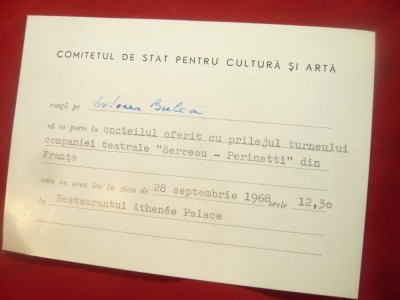 COMITETUL DE STAT PENTRU CULTURĂ ȘI ARTĂ
roagă pe Bulca
să ia parte la cocteilul oferit cu prilejul turneului
companiei teatrale "Serreau - Perinetti" din
Franța
care va avea loc în ziua de 28 septembrie 1968 orele 12,30
la Restaurantul Athenée Palace